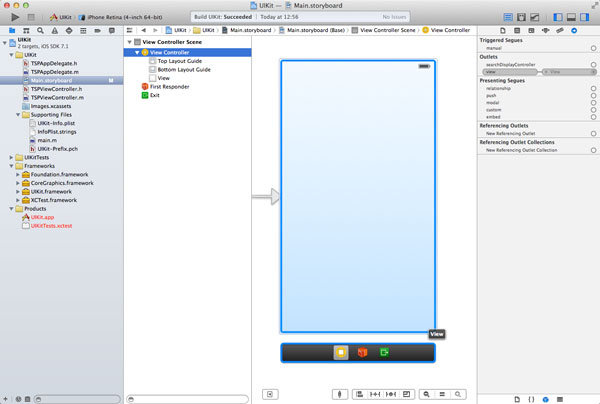 UIKit — Main.storyboard
UIKit
iPhone Retina (4-inch 64-bit)
Build UIKit: Succeeded
Today at 12:56
No Issues
UIKit
UIKit
Main.storyboard
Main.storyboard (Base)
View Controller Scene
View Controller
UIKit
2 targets, iOS SDK 7.1
UIKit
TSPAppDelegate.h
TSPAppDelegate.m
Main.storyboard
M
TSPViewController.h
TSPViewController.m
Images.xcassets
Supporting Files
UIKit-Info.plist
InfoPlist.strings
main.m
UIKit-Prefix.pch
UIKitTests
Frameworks
Foundation.framework
CoreGraphics.framework
UIKit.framework
XCTest.framework
Products
UIKit.app
UIKitTests.xctest
View Controller Scene
View Controller
Top Layout Guide
Bottom Layout Guide
View
First Responder
Exit
View
Triggered Segues
manual
Outlets
searchDisplayController
view
View
Presenting Segues
relationship
push
modal
custom
embed
Referencing Outlets
New Referencing Outlet
Referencing Outlet Collections
New Referencing Outlet Collection